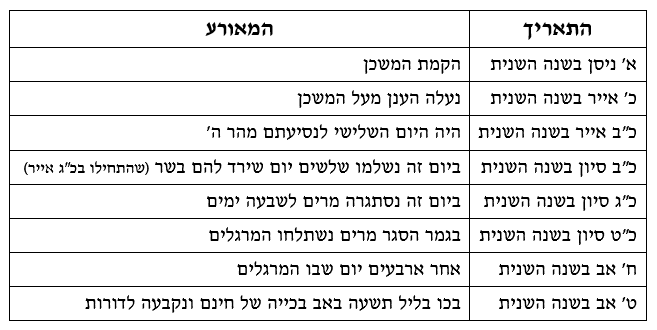 התאריך המאורע
א' ניסן בשנה השנית הקמת המשכן
כ' אייר בשנה השנית נעלה הענן מעל המשכן
כ"ב אייר בשנה השנית היה היום השלישי לנסיעתם מהר ה'
כ"ב סיון בשנה השנית ביום זה נשלמו שלשים יום שירד להם בשר (שהתחילו בכ"ג אייר)
כ"ג סיון בשנה השנית ביום זה נסתגרה מרים לשבעה ימים
כ"ט סיון בשנה השנית בגמר הסגר מרים נשתלחו המרגלים
ח' אב בשנה השנית אחר ארבעים יום שבו המרגלים
ט' אב בשנה השנית בכו בליל תשעה באב בכייה של חינם ונקבעה לדורות